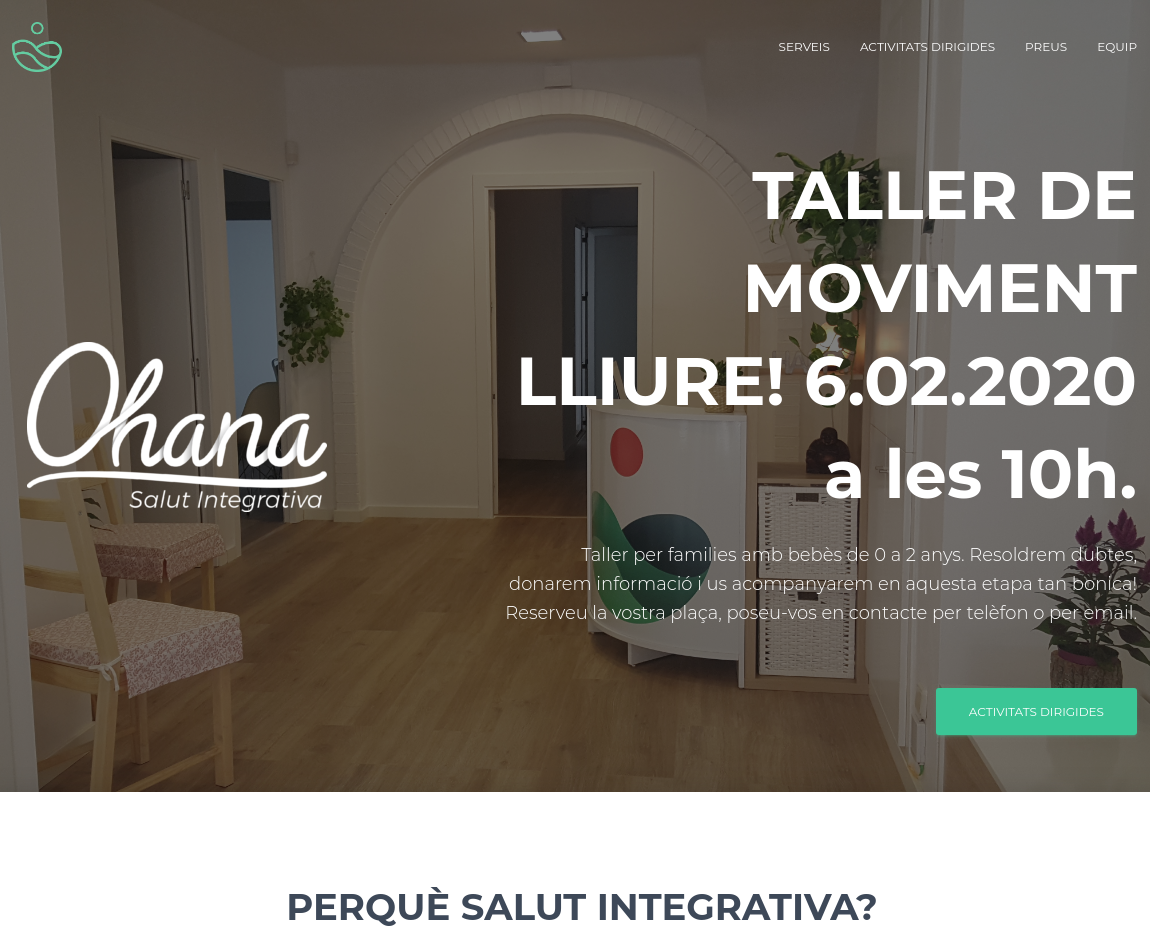 SERVEIS ACTIVITATS DIRIGIDES PREUS EQUIP
TALLER DE
MOVIMENT
LLIURE! 6.02.2020
a les 10h.
Ohana
Salut Integrativa
Taller per families amb bebès de 0 a 2 anys. Resoldrem dubtes,
donarem informació i us acompanyarem en aquesta etapa tan bonica!
Reserveu la vostra plaça, poseu-vos en contacte per telèfon o per email.
ACTIVITATS DIRIGIDES
PERQUÈ SALUT INTEGRATIVA?